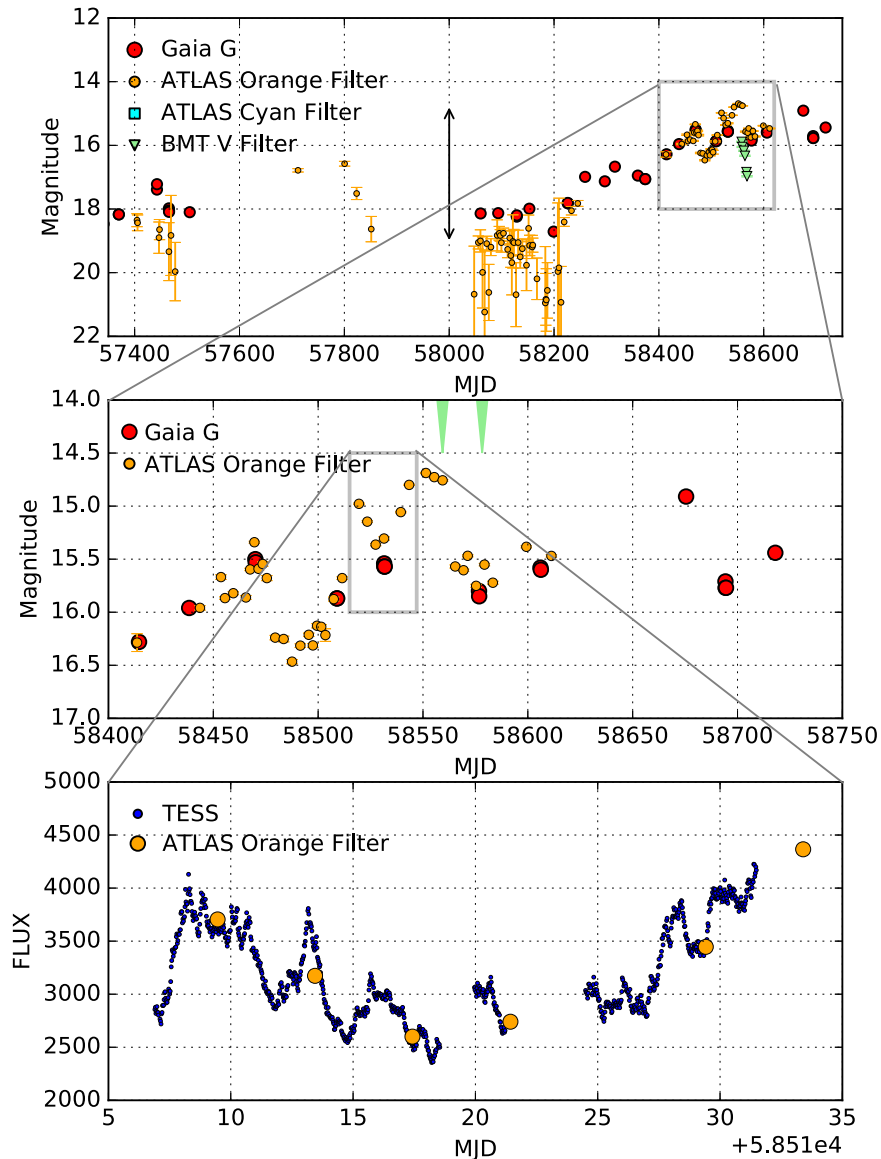 12
14
16
18
20
22
Magnitude
Gaia G
ATLAS Orange Filter
ATLAS Cyan Filter
BMT V Filter
57400 57600 57800 58000 58200 58400 58600
MJD
14.0
14.5
15.0
15.5
16.0
16.5
17.0
Magnitude
Gaia G
ATLAS Orange Filter
58400 58450 58500 58550 58600 58650 58700 58750
MJD
5000
4500
4000
3500
3000
2500
2000
FLUX
TESS
ATLAS Orange Filter
5 10 15 20 25 30 35
MJD
+5.851e4